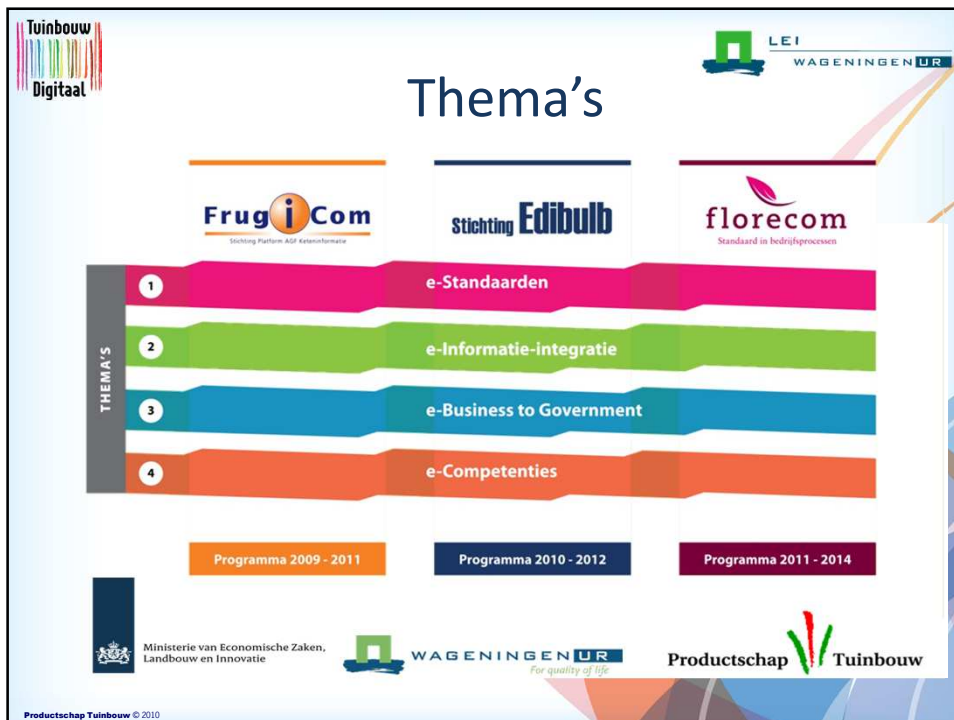 Tuinbouw
Digitaal
LEI
WAGENINGEN UR
Thema's
Frug i Com
Stichting Platform AGF Keteninformatie
Stichting Edibulb
florecom
Standaard in bedrijfsprocessen
THEMA'S
1 e-Standaarden
2 e-Informatie-integratie
3 e-Business to Government
4 e-Competenties
Programma 2009 - 2011
Programma 2010 - 2012
Programma 2011 - 2014
Ministerie van Economische Zaken,
Landbouw en Innovatie
WAGENINGEN UR
For quality of life
Productschap Tuinbouw
Productschap Tuinbouw © 2010